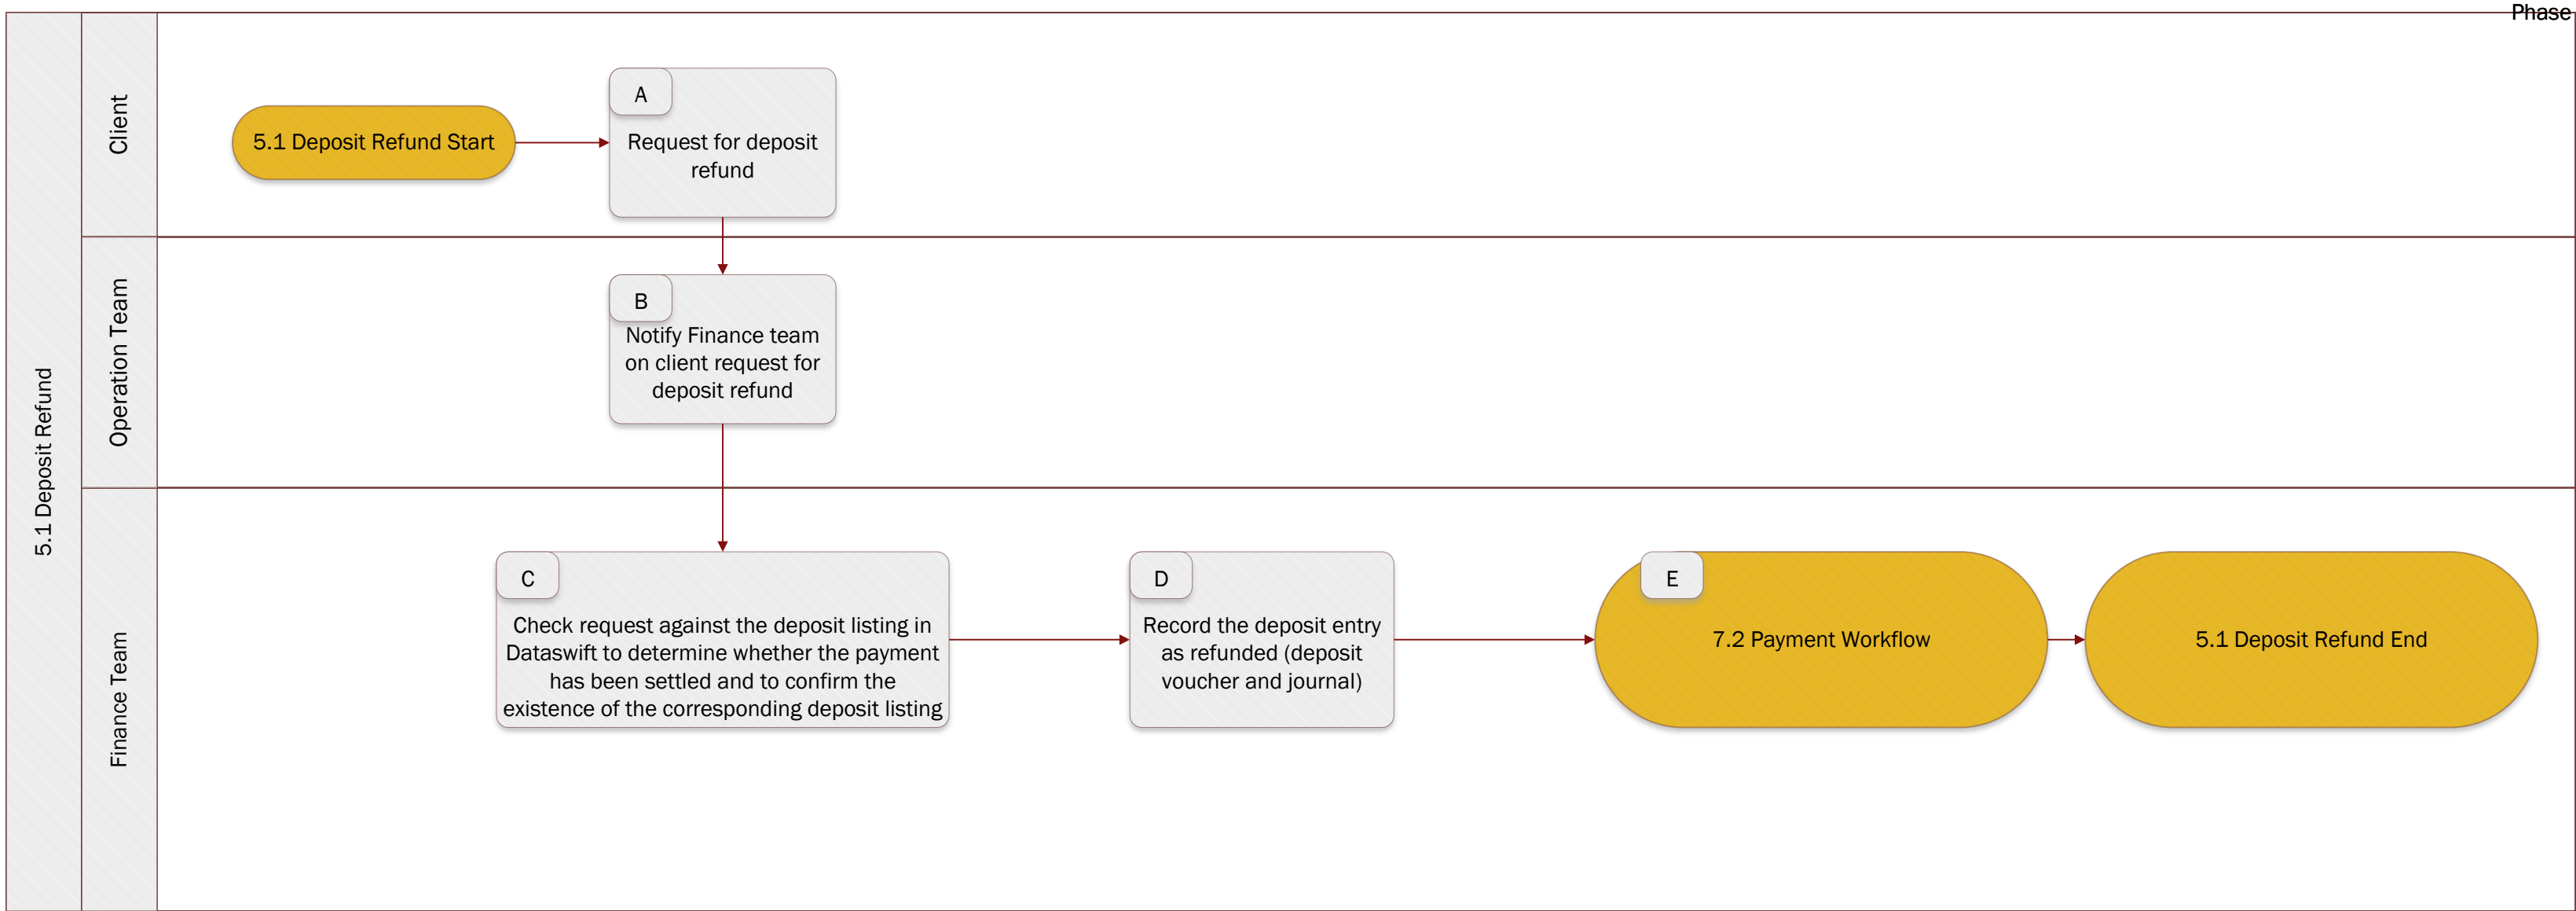 Phase
5.1 Deposit Refund
Client
5.1 Deposit Refund Start
A
Request for deposit
refund
Operation Team
B
Notify Finance team
on client request for
deposit refund
Finance Team
C
Check request against the deposit listing in
Dataswift to determine whether the payment
has been settled and to confirm the
existence of the corresponding deposit listing
D
Record the deposit entry
as refunded (deposit
voucher and journal)
E
7.2 Payment Workflow
5.1 Deposit Refund End